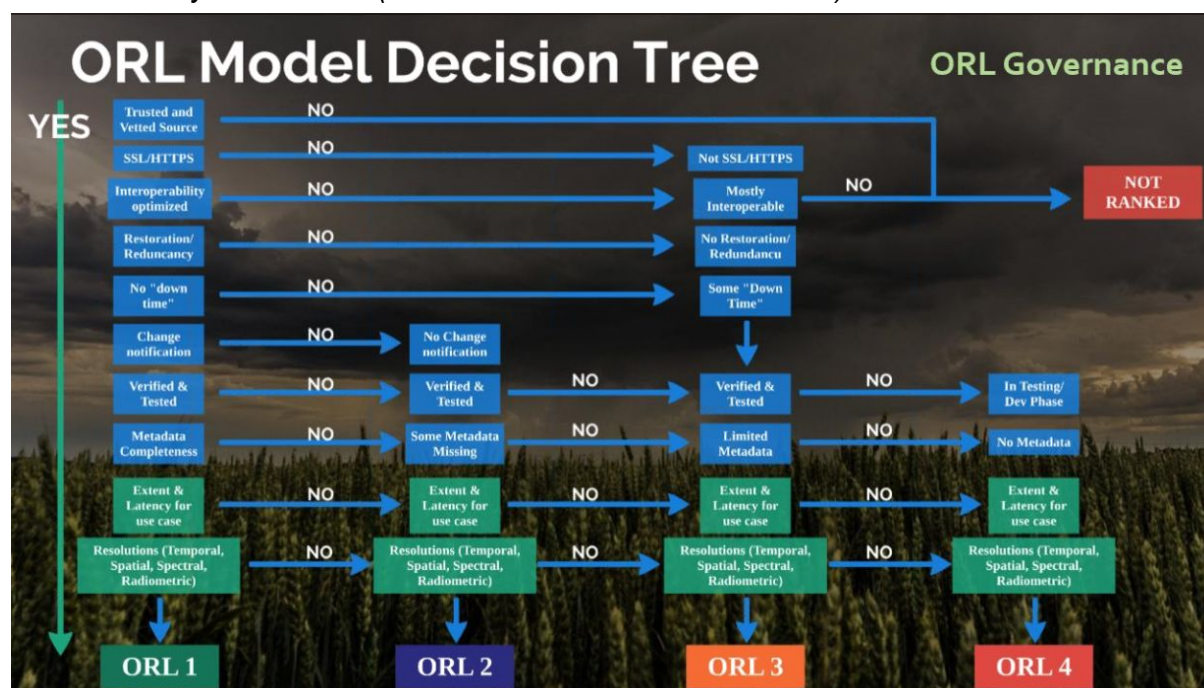 ORL Model Decision Tree
ORL Governance
YES
Trusted and
Vetted Source
NO
SSL/HTTPS
NO
Not SSL/HTTPS
Interoperability
optimized
NO
Mostly
Interoperable
NO
NOT
RANKED
Restoration/
Reduncancy
NO
No Restoration/
Redundancu
No "down
time"
NO
Some "Down
Time"
Change
notification
NO
No Change
notification
Verified &
Tested
NO
Verified &
Tested
NO
Verified &
Tested
NO
In Testing/
Dev Phase
Metadata
Completeness
NO
Some Metadata
Missing
NO
Limited
Metadata
NO
No Metadata
Extent &
Latency for
use case
NO
Extent &
Latency for
use case
NO
Extent &
Latency for
use case
NO
Extent &
Latency for
use case
Resolutions (Temporal,
Spatial, Spectral,
Radiometric)
NO
Resolutions (Temporal,
Spatial, Spectral,
Radiometric)
NO
Resolutions (Temporal,
Spatial, Spectral,
Radiometric)
NO
Resolutions (Temporal,
Spatial, Spectral,
Radiometric)
ORL 1
ORL 2
ORL 3
ORL 4